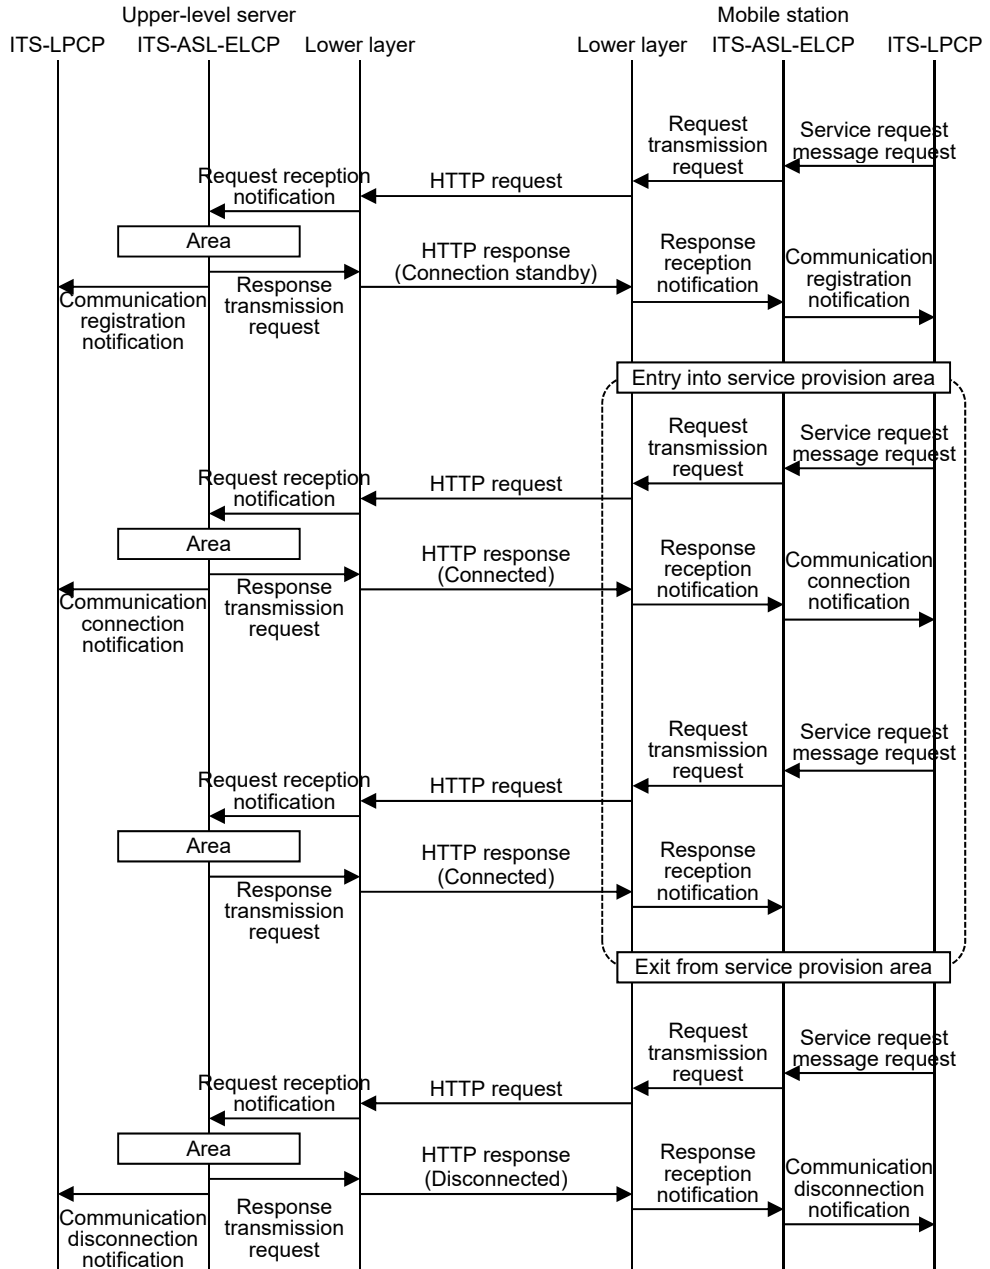 Upper-level server
Mobile station
ITS-LPCP
ITS-ASL-ELCP
Lower layer
Lower layer
ITS-ASL-ELCP
ITS-LPCP
Request
transmission
request
Service request
message request
Request reception
notification
HTTP request
Area
HTTP response
(Connection standby)
Response
reception
notification
Communication
registration
notification
Communication
registration
notification
Response
transmission
request
Entry into service provision area
Request
transmission
request
Service request
message request
Request reception
notification
HTTP request
Area
HTTP response
(Connected)
Response
reception
notification
Communication
connection
notification
Communication
connection
notification
Response
transmission
request
Request
transmission
request
Service request
message request
Request reception
notification
HTTP request
Area
HTTP response
(Connected)
Response
reception
notification
Response
transmission
request
Exit from service provision area
Request
transmission
request
Service request
message request
Request reception
notification
HTTP request
Area
HTTP response
(Disconnected)
Response
reception
notification
Communication
disconnection
notification
Communication
disconnection
notification
Response
transmission
request